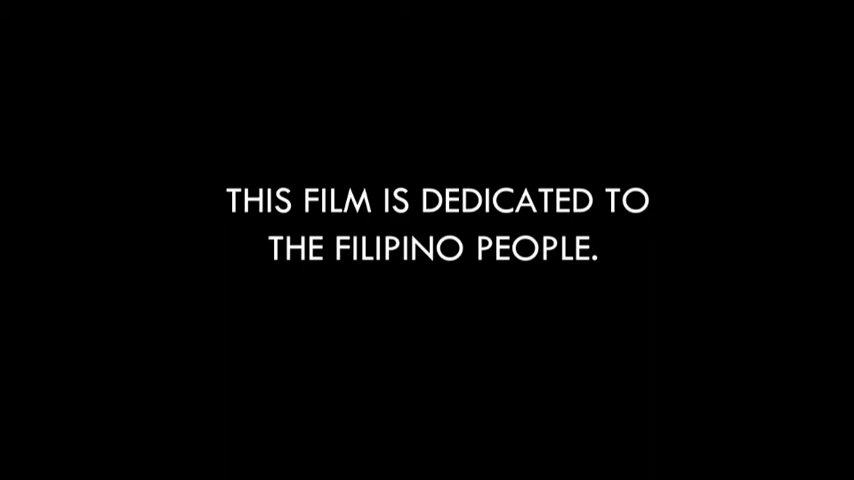 THIS FILM IS DEDICATED TO
THE FILIPINO PEOPLE.